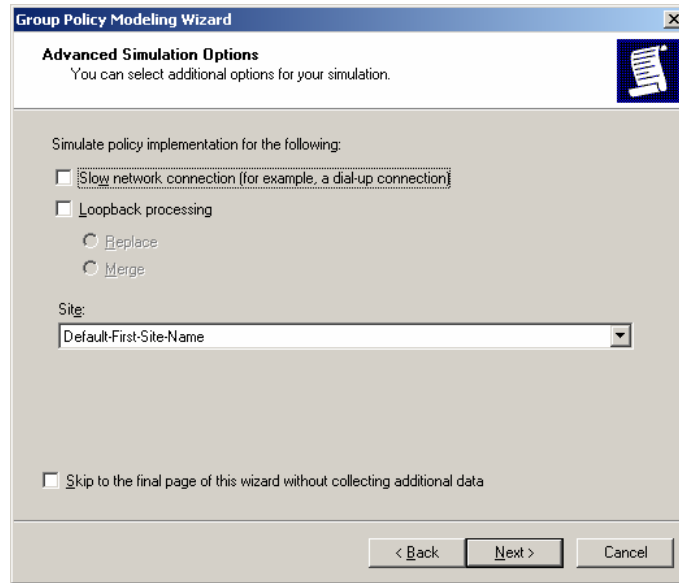 Group Policy Modeling Wizard
Advanced Simulation Options
You can select additional options for your simulation.
Simulate policy implementation for the following:
Slow network connection (for example, a dial-up connection)
Loopback processing
Replace
Merge
Site:
Default-First-Site-Name
Skip to the final page of this wizard without collecting additional data
< Back
Next >
Cancel